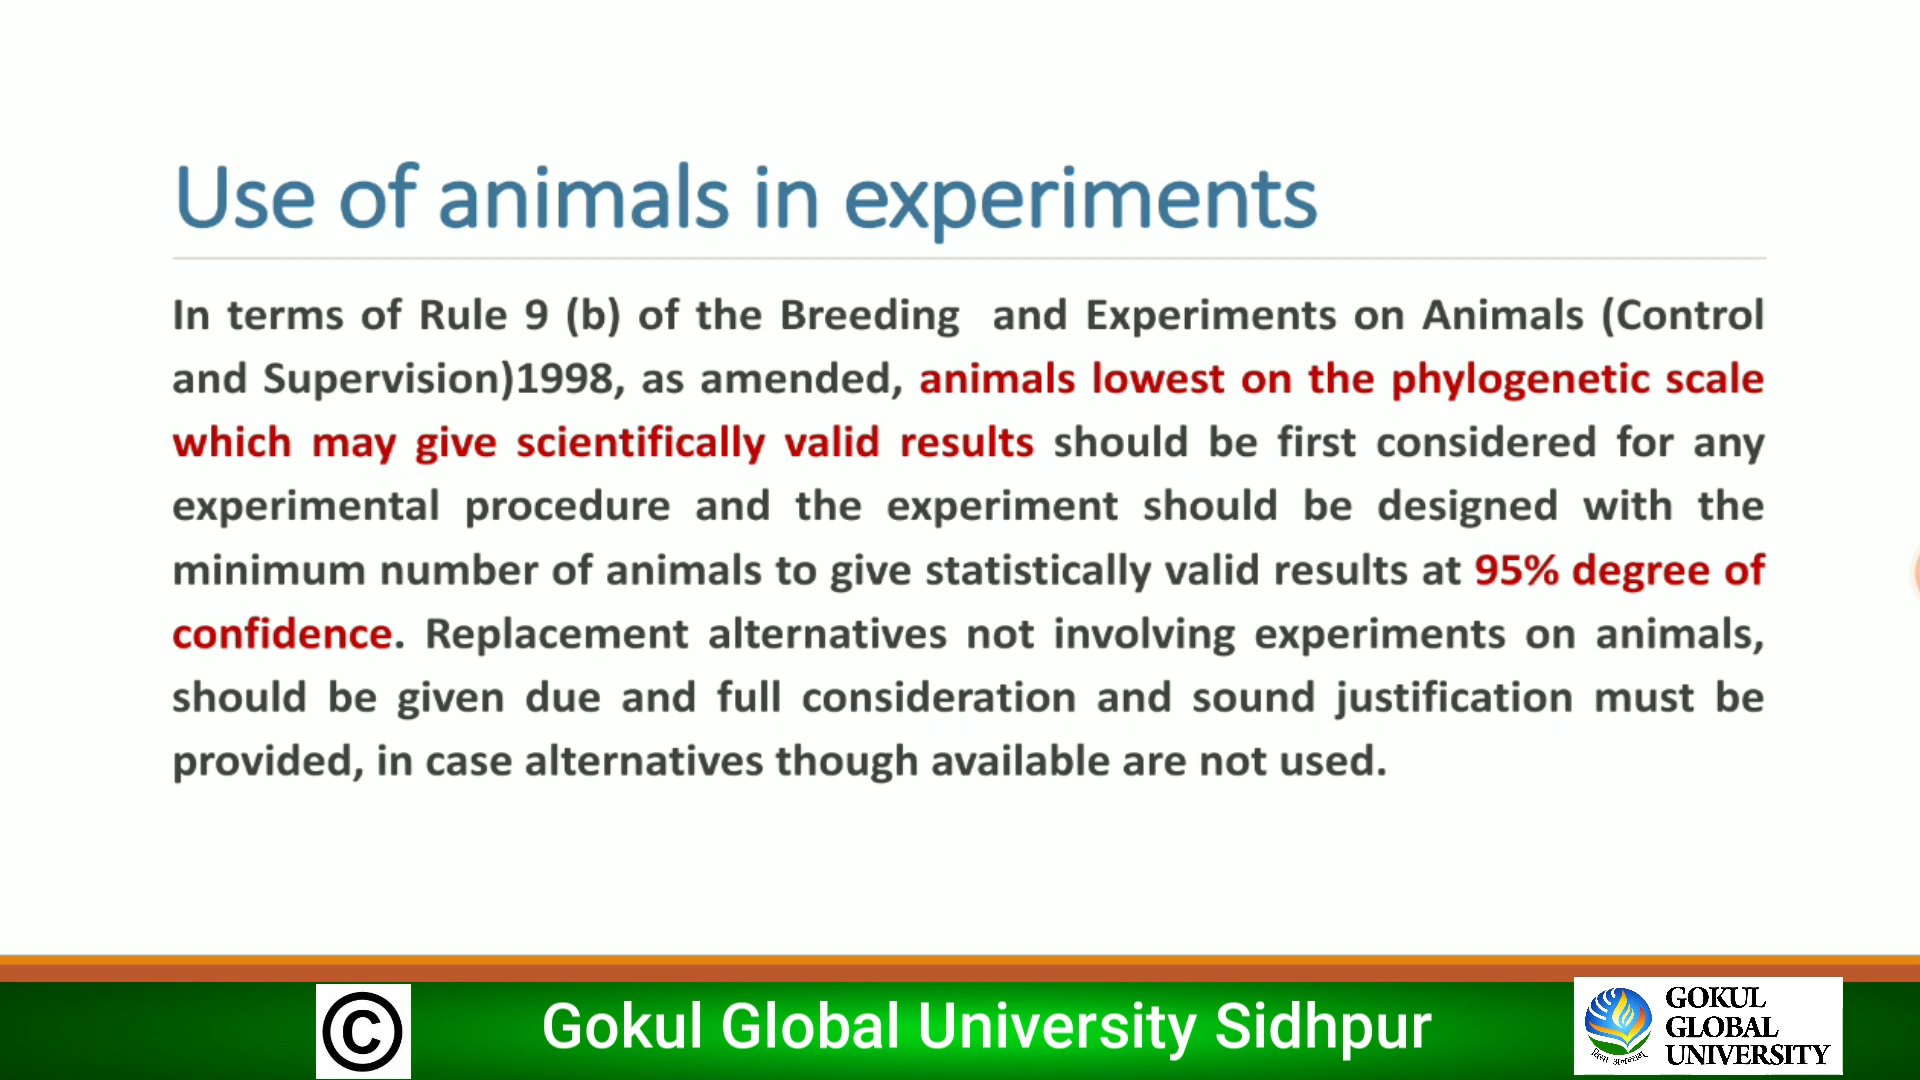 Use of animals in experiments
In terms of Rule 9 (b) of the Breeding and Experiments on Animals (Control
and Supervision)1998, as amended, animals lowest on the phylogenetic scale
which may give scientifically valid results should be first considered for any
experimental procedure and the experiment should be designed with the
minimum number of animals to give statistically valid results at 95% degree of
confidence. Replacement alternatives not involving experiments on animals,
should be given due and full consideration and sound justification must be
provided, in case alternatives though available are not used.
©
Gokul Global University Sidhpur
GOKUL
GLOBAL
UNIVERSITY